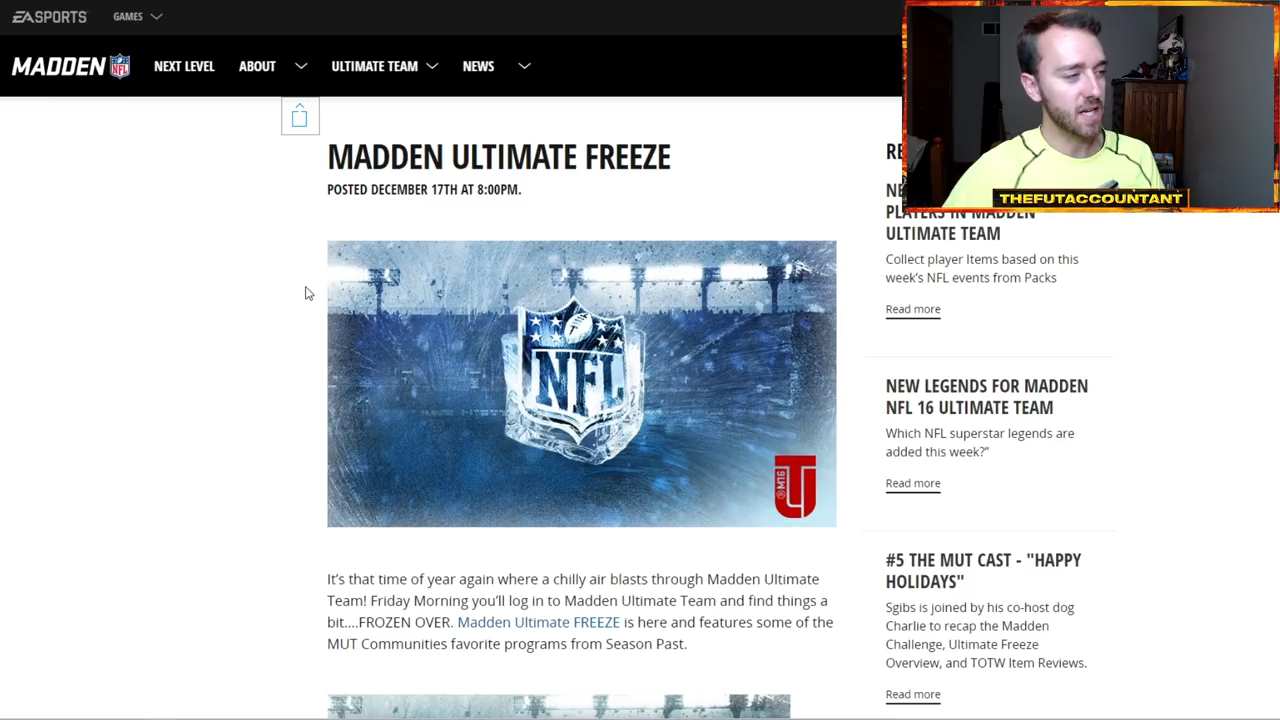 EA SPORTS GAMES
MADDEN NFL NEXT LEVEL ABOUT ULTIMATE TEAM NEWS
MADDEN ULTIMATE FREEZE
POSTED DECEMBER 17TH AT 8:00PM.
NFL
It's that time of year again where a chilly air blasts through Madden Ultimate
Team! Friday Morning you'll log in to Madden Ultimate Team and find things a
bit....FROZEN OVER. Madden Ultimate FREEZE is here and features some of the
MUT Communities favorite programs from Season Past.
THEFUTACCOUNTANT
RE
NE
PLAYERS IN MADDEN
ULTIMATE TEAM
Collect player Items based on this
week's NFL events from Packs
Read more
NEW LEGENDS FOR MADDEN
NFL 16 ULTIMATE TEAM
Which NFL superstar legends are
added this week?"
Read more
#5 THE MUT CAST - "HAPPY
HOLIDAYS"
Sgibs is joined by his co-host dog
Charlie to recap the Madden
Challenge, Ultimate Freeze
Overview, and TOTW Item Reviews.
Read more